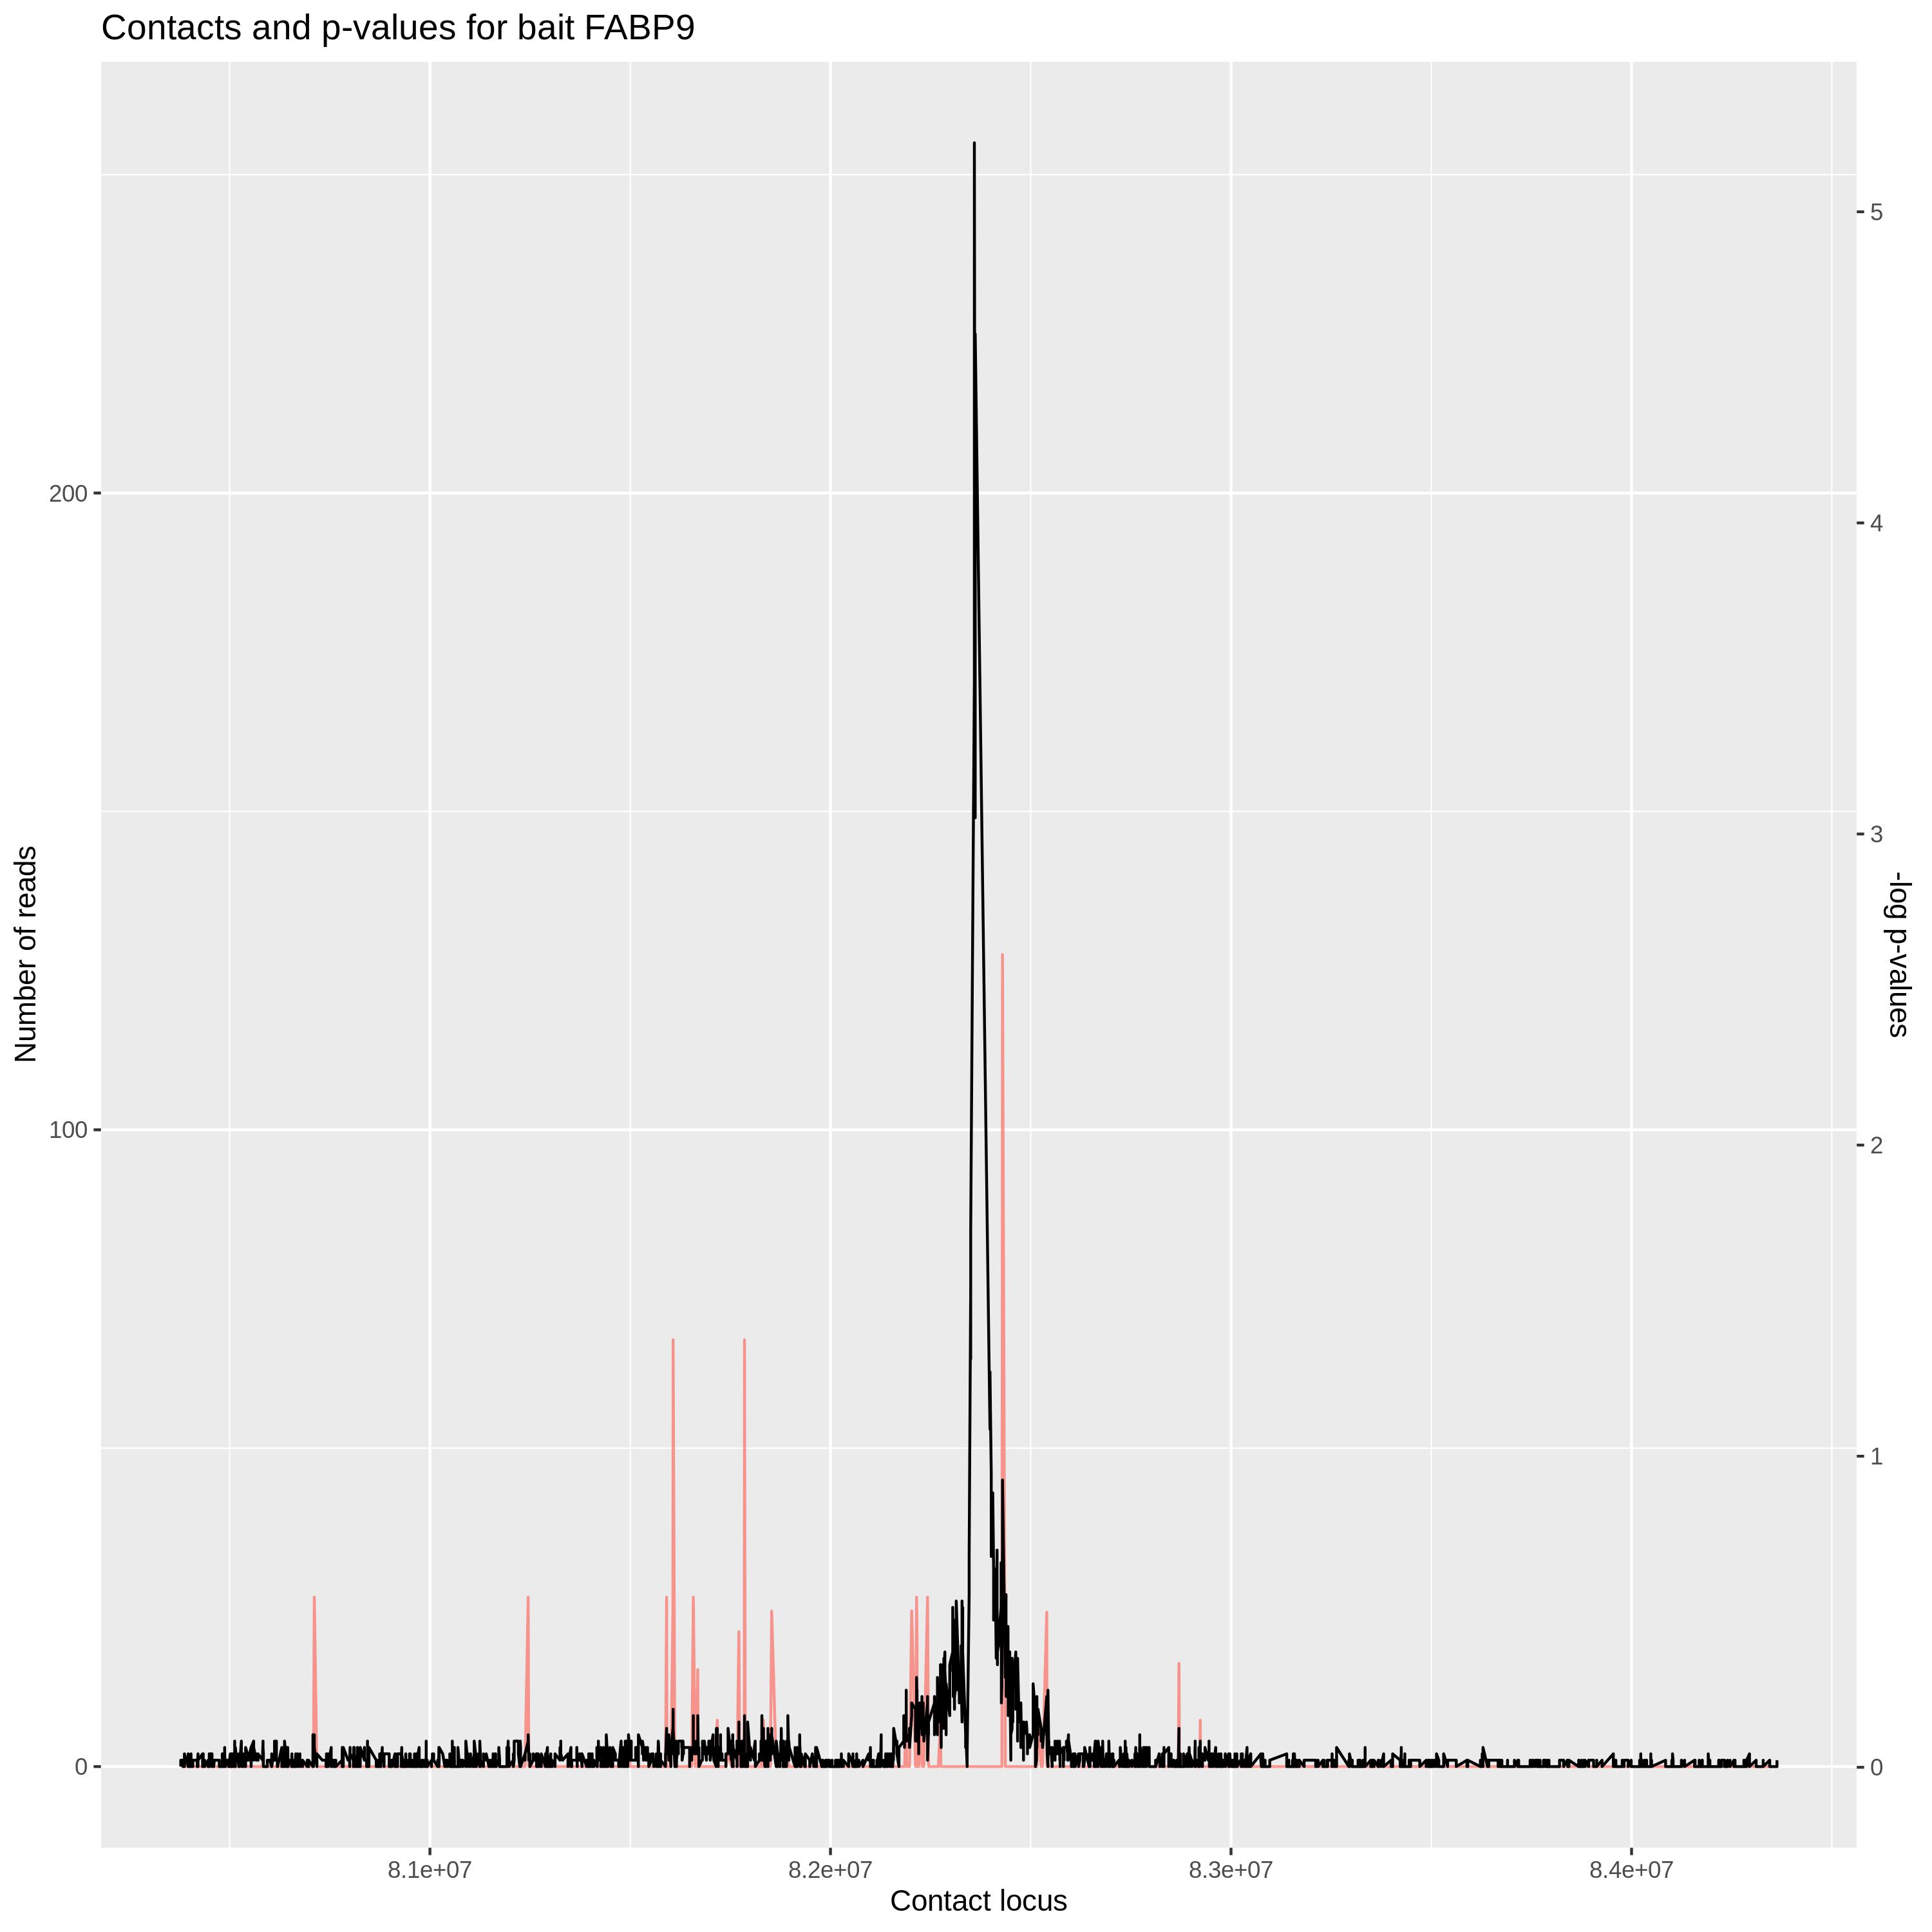 Contacts and p-values for bait FABP9
Number of reads
200
100
0
5
4
3
2
1
0
-log p-values
8.1e+07
8.2e+07
8.3e+07
8.4e+07
Contact locus